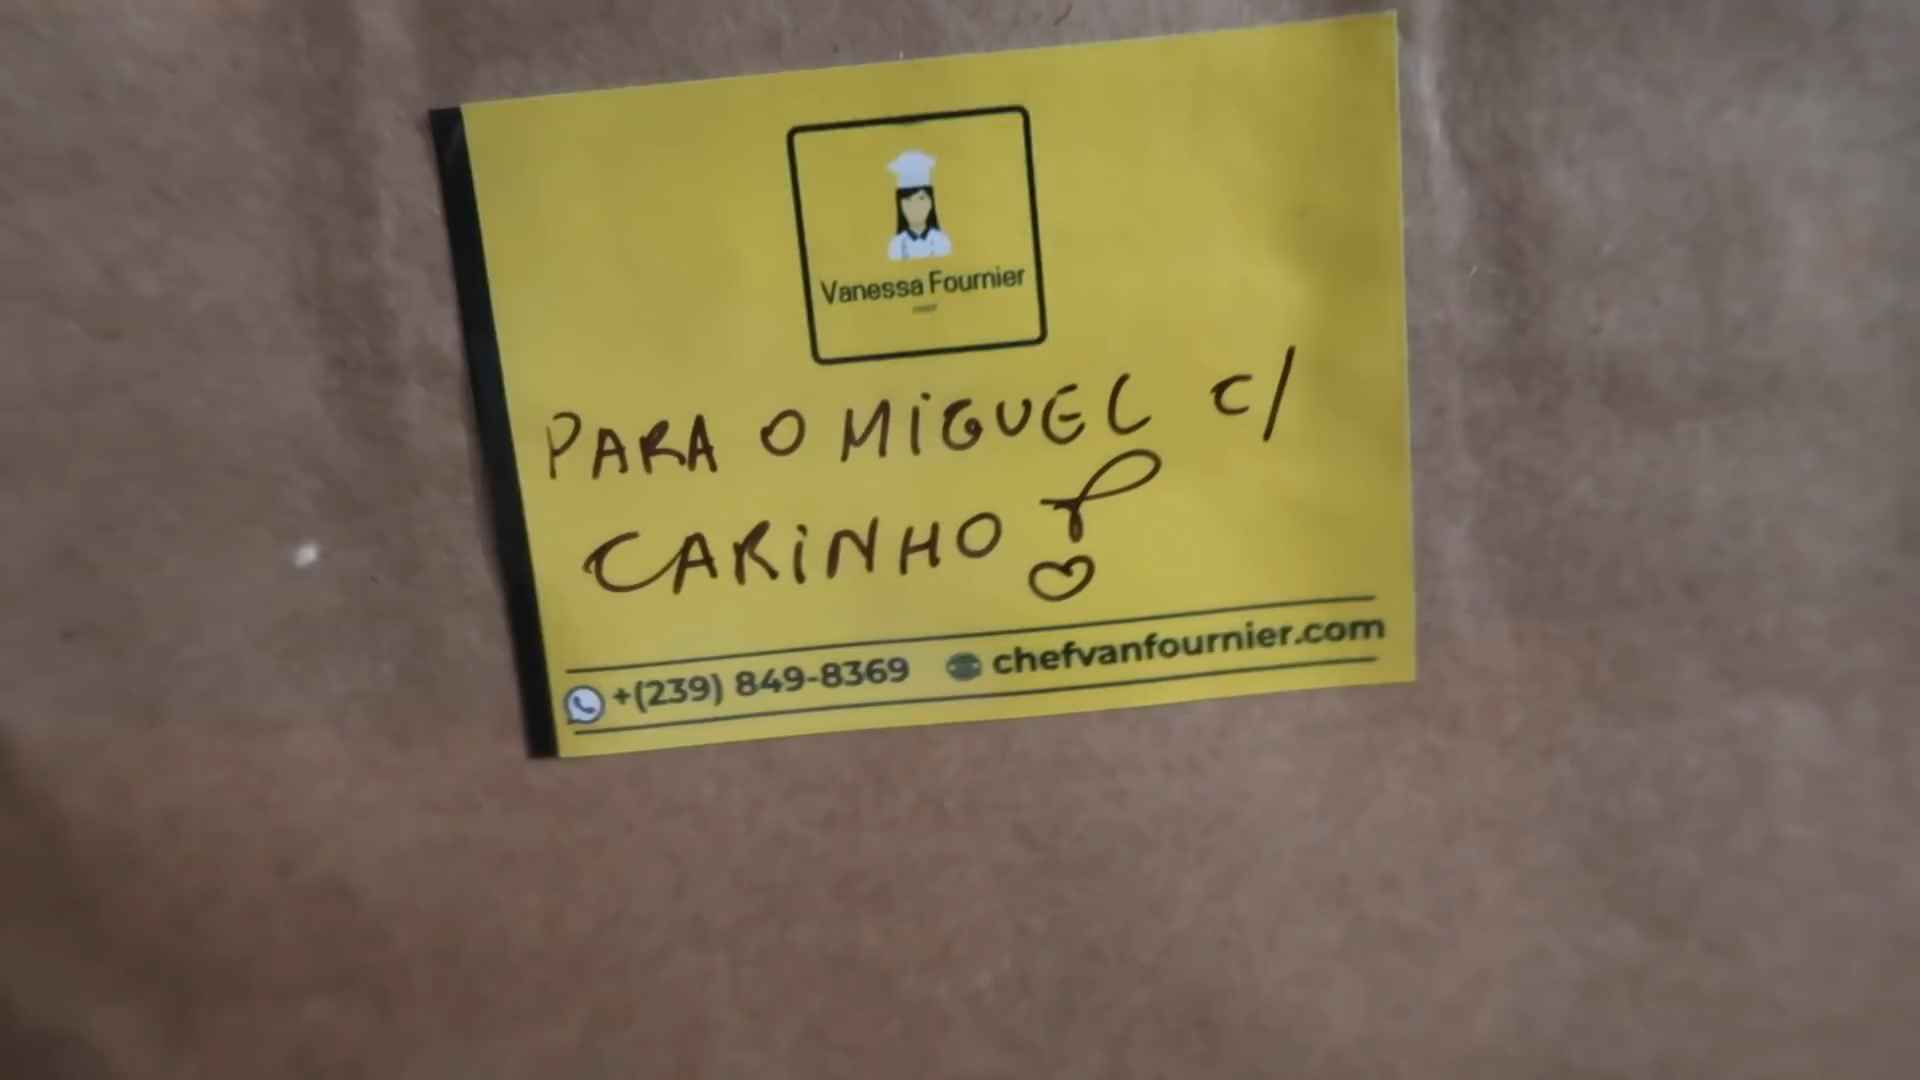 Vanessa Fournier
PARA O MIGUEL C/
CARINHO
+(239) 849-8369 chefvanfournier.com